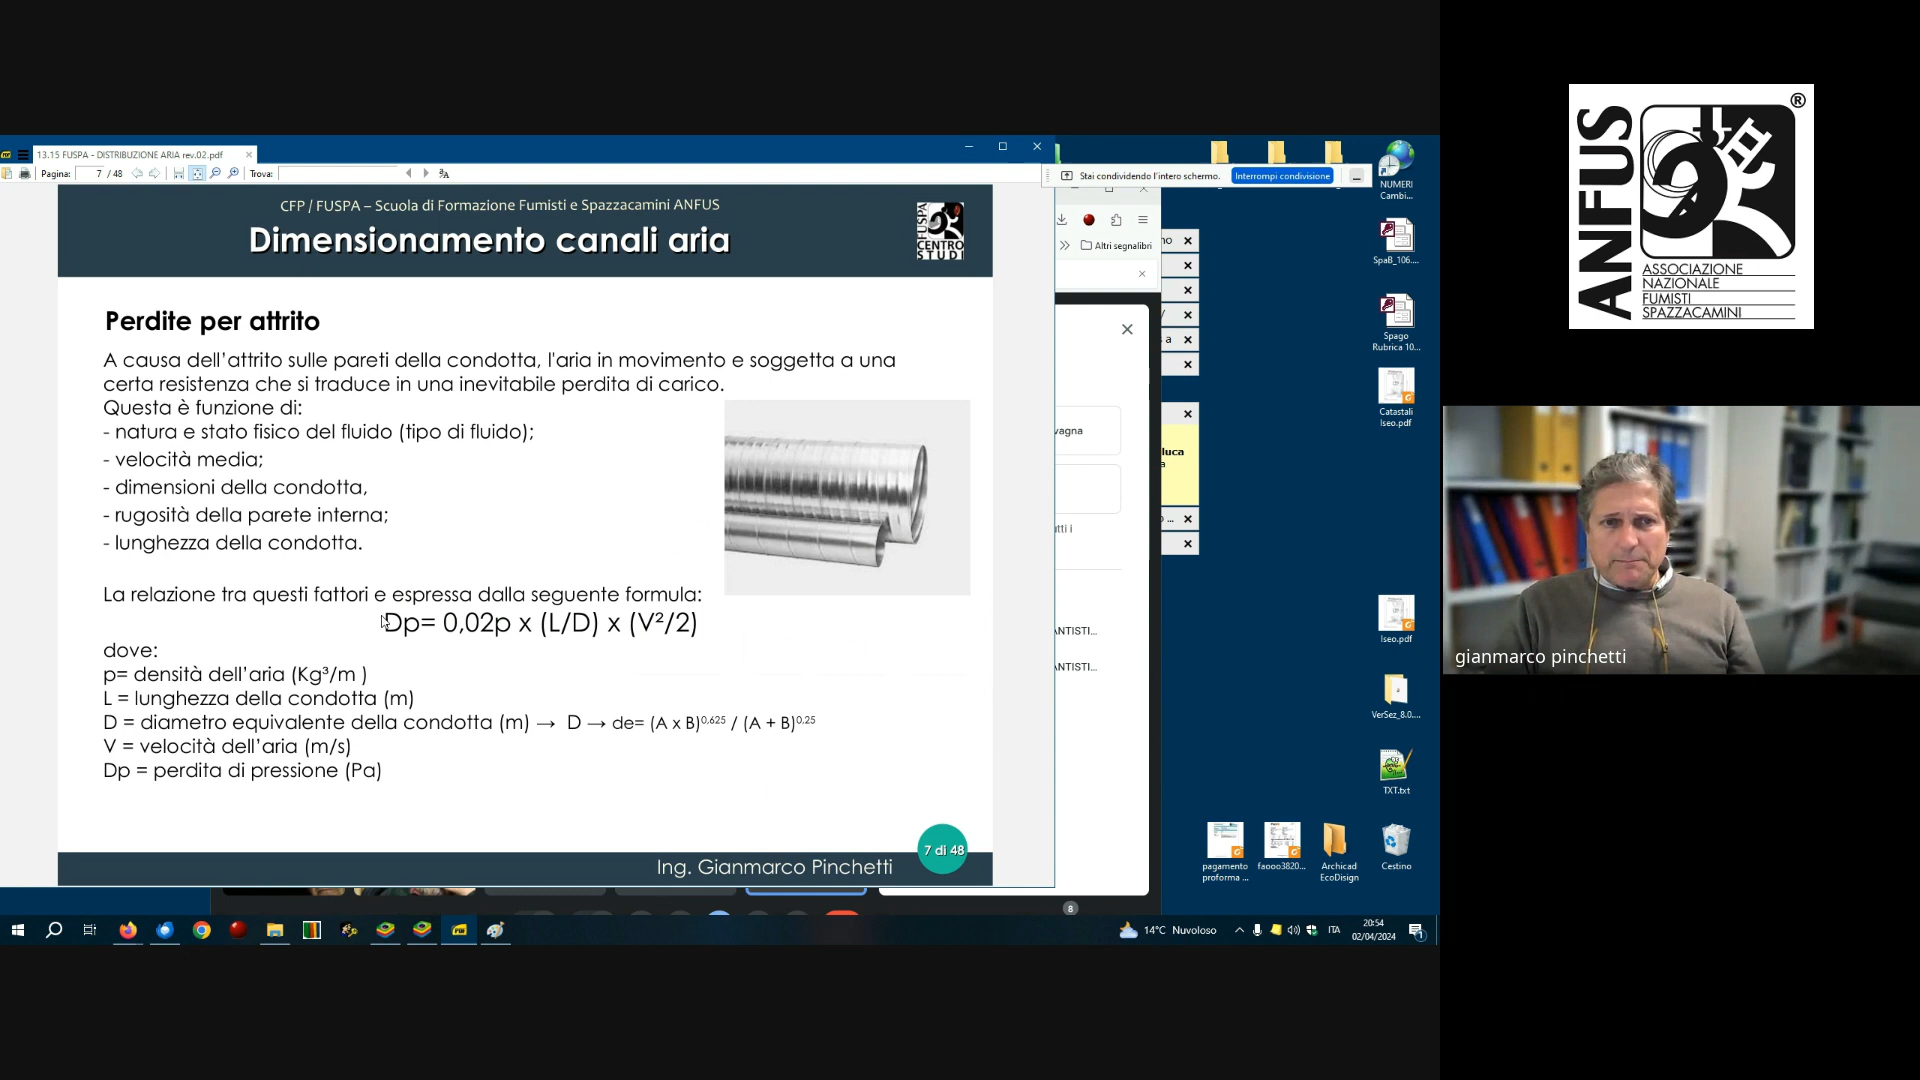 13.15 FUSPA - DISTRIBUZIONE ARIA rev.02.pdf
Pagina: 7 / 48 Trova:
CFP / FUSPA – Scuola di Formazione Fumisti e Spazzacamini ANFUS
Dimensionamento canali aria
FUSPA
CENTRO
STUDI
Perdite per attrito
A causa dell'attrito sulle pareti della condotta, l'aria in movimento e soggetta a una
certa resistenza che si traduce in una inevitabile perdita di carico.
Questa è funzione di:
- natura e stato fisico del fluido (tipo di fluido);
- velocità media;
- dimensioni della condotta,
- rugosità della parete interna;
- lunghezza della condotta.
La relazione tra questi fattori e espressa dalla seguente formula:
Dp= 0,02p x (L/D) x (V²/2)
dove:
p= densità dell'aria (Kg³/m )
L = lunghezza della condotta (m)
D = diametro equivalente della condotta (m) → D → de= (A x B)⁰·⁶²⁵ / (A + B)⁰·²⁵
V = velocità dell'aria (m/s)
Dp = perdita di pressione (Pa)
7 di 48
Ing. Gianmarco Pinchetti
Stai condividendo l'intero schermo. Interrompi condivisione
Altri segnalibri
no
/
a
vagna
luca
a
...
tti i
ANTISTI...
ANTISTI...
8
NUMERI
Cambi...
SpaB_106....
Spago
Rubrica 10...
Catastali
Iseo.pdf
Iseo.pdf
VerSez_8.0....
TXT.txt
pagamento
proforma ...
faooo3820...
Archicad
EcoDisign
Cestino
14°C Nuvoloso
ITA
20:54
02/04/2024
1
ANFUS
®
ASSOCIAZIONE
NAZIONALE
FUMISTI
SPAZZACAMINI
gianmarco pinchetti